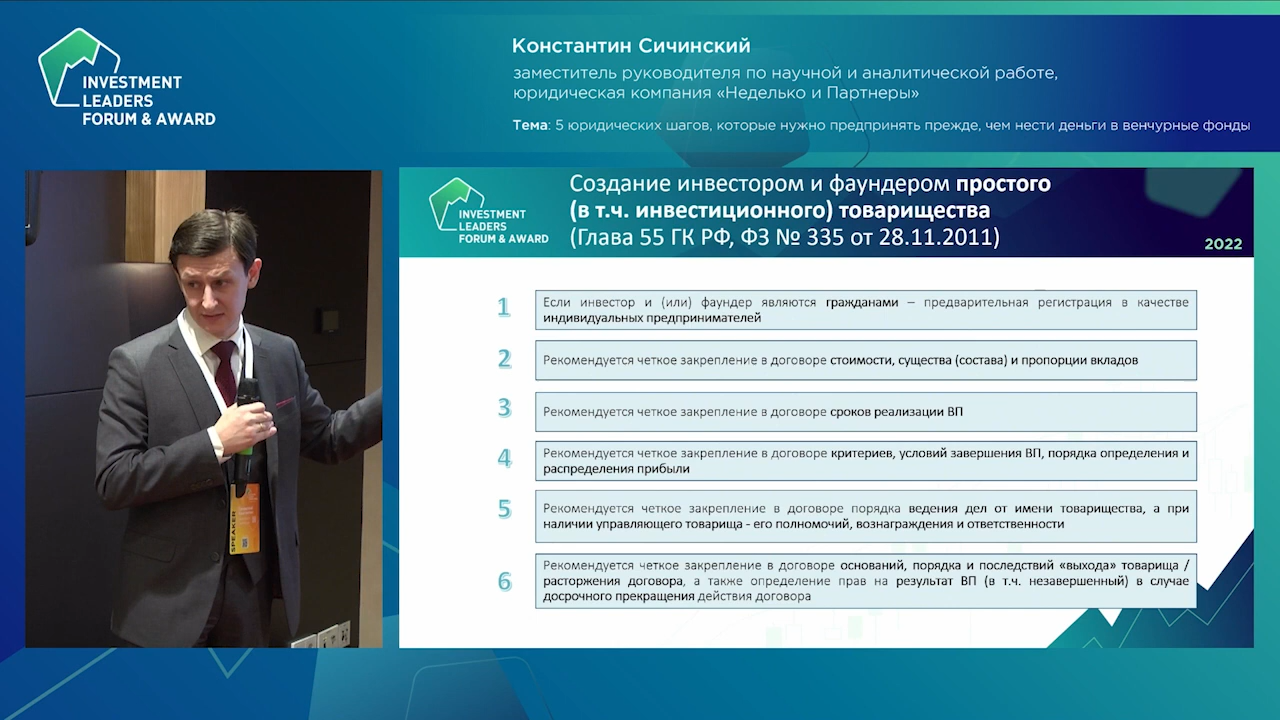 INVESTMENT
LEADERS
FORUM & AWARD
Константин Сичинский
заместитель руководителя по научной и аналитической работе,
юридическая компания «Неделько и Партнеры»
Тема: 5 юридических шагов, которые нужно предпринять прежде, чем нести деньги в венчурные фонды
INVESTMENT
LEADERS
FORUM & AWARD
Создание инвестором и фаундером простого
(в т.ч. инвестиционного) товарищества
(Глава 55 ГК РФ, ФЗ № 335 от 28.11.2011)
2022
1
Если инвестор и (или) фаундер являются гражданами – предварительная регистрация в качестве
индивидуальных предпринимателей
2
Рекомендуется четкое закрепление в договоре стоимости, существа (состава) и пропорции вкладов
3
Рекомендуется четкое закрепление в договоре сроков реализации ВП
4
Рекомендуется четкое закрепление в договоре критериев, условий завершения ВП, порядка определения и
распределения прибыли
5
Рекомендуется четкое закрепление в договоре порядка ведения дел от имени товарищества, а при
наличии управляющего товарища - его полномочий, вознаграждения и ответственности
6
Рекомендуется четкое закрепление в договоре оснований, порядка и последствий «выхода» товарища /
расторжения договора, а также определение прав на результат ВП (в т.ч. незавершенный) в случае
досрочного прекращения действия договора
SPEAKER